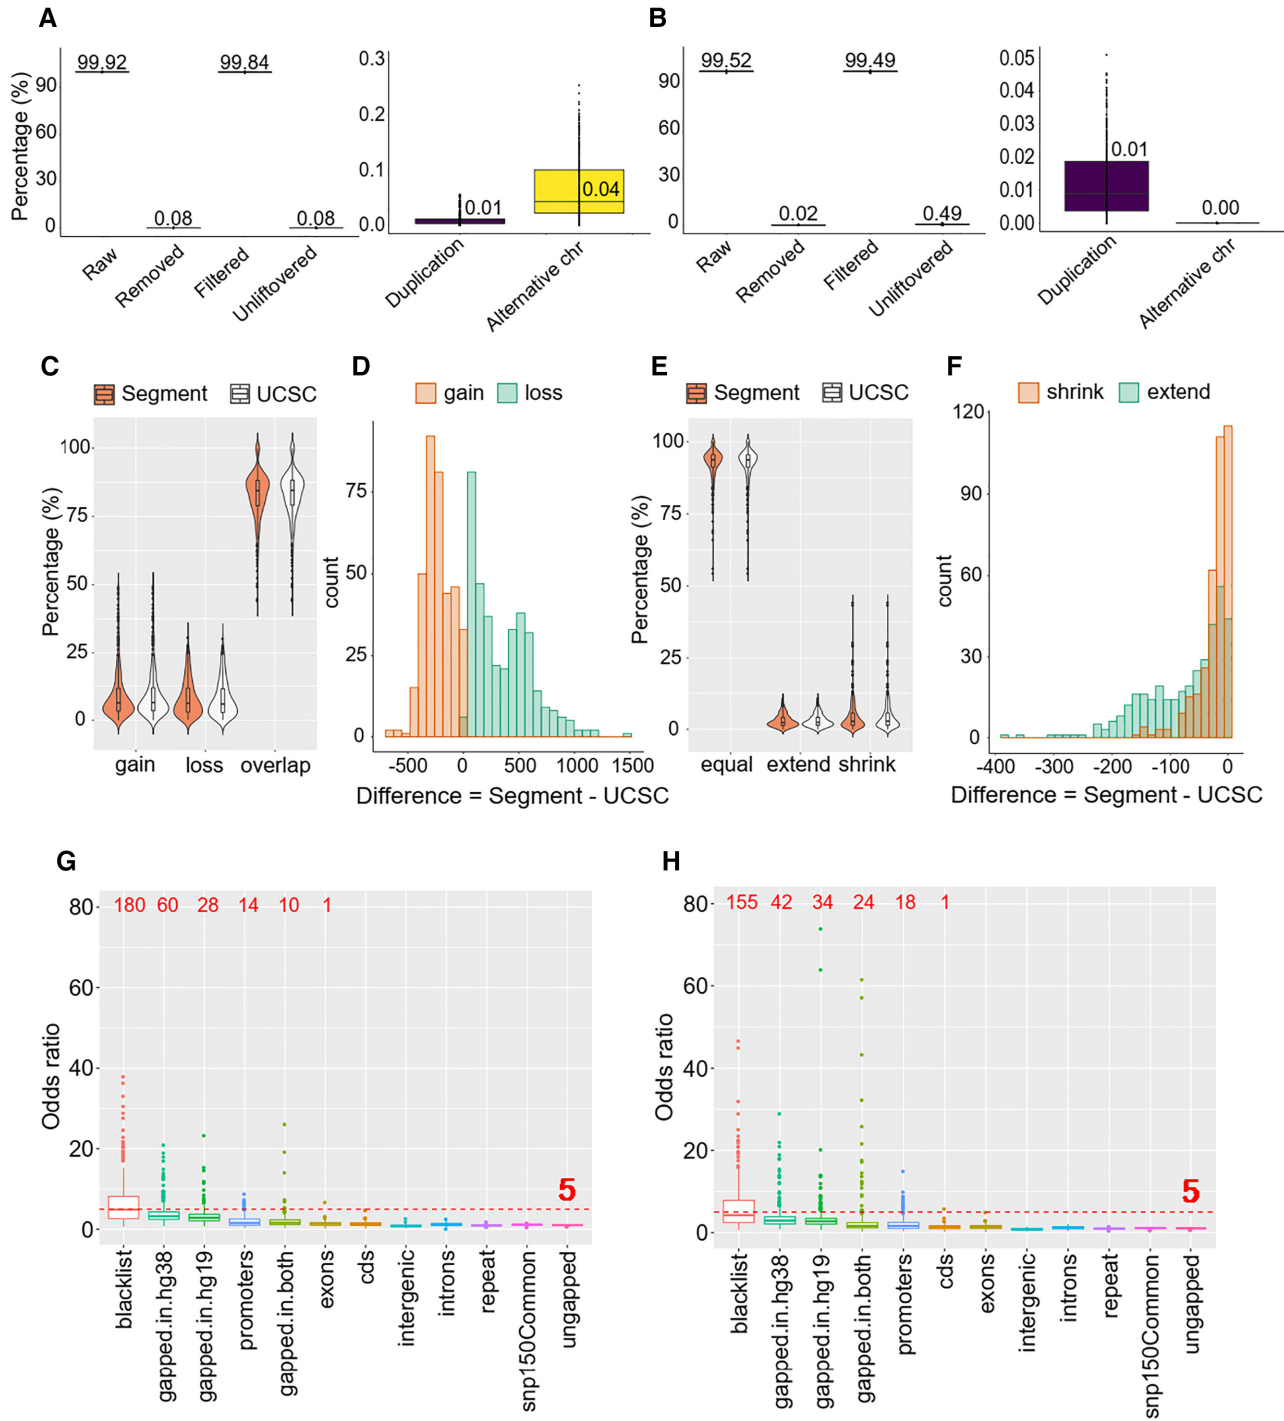 A
Percentage (%)
90
60
30
0
99.92
0.08
99.84
0.08
Raw
Removed
Filtered
Unliftovered
0.3
0.2
0.1
0.0
0.01
0.04
Duplication
Alternative chr
B
90
60
30
0
99.52
0.02
99.49
0.49
Raw
Removed
Filtered
Unliftovered
0.05
0.04
0.03
0.02
0.01
0.00
0.01
0.00
Duplication
Alternative chr
C
Segment
UCSC
Percentage (%)
100
75
50
25
0
gain
loss
overlap
D
gain
loss
count
75
50
25
0
-500
0
500
1000
1500
Difference = Segment - UCSC
E
Segment
UCSC
Percentage (%)
100
75
50
25
0
equal
extend
shrink
F
shrink
extend
count
120
90
60
30
0
-400
-300
-200
-100
0
Difference = Segment - UCSC
G
Odds ratio
80
60
40
20
0
180
60
28
14
10
1
5
blacklist
gapped.in.hg38
gapped.in.hg19
promoters
gapped.in.both
exons
cds
intergenic
introns
repeat
snp150Common
ungapped
H
Odds ratio
80
60
40
20
0
155
42
34
24
18
1
5
blacklist
gapped.in.hg38
gapped.in.hg19
gapped.in.both
promoters
cds
exons
intergenic
introns
repeat
snp150Common
ungapped